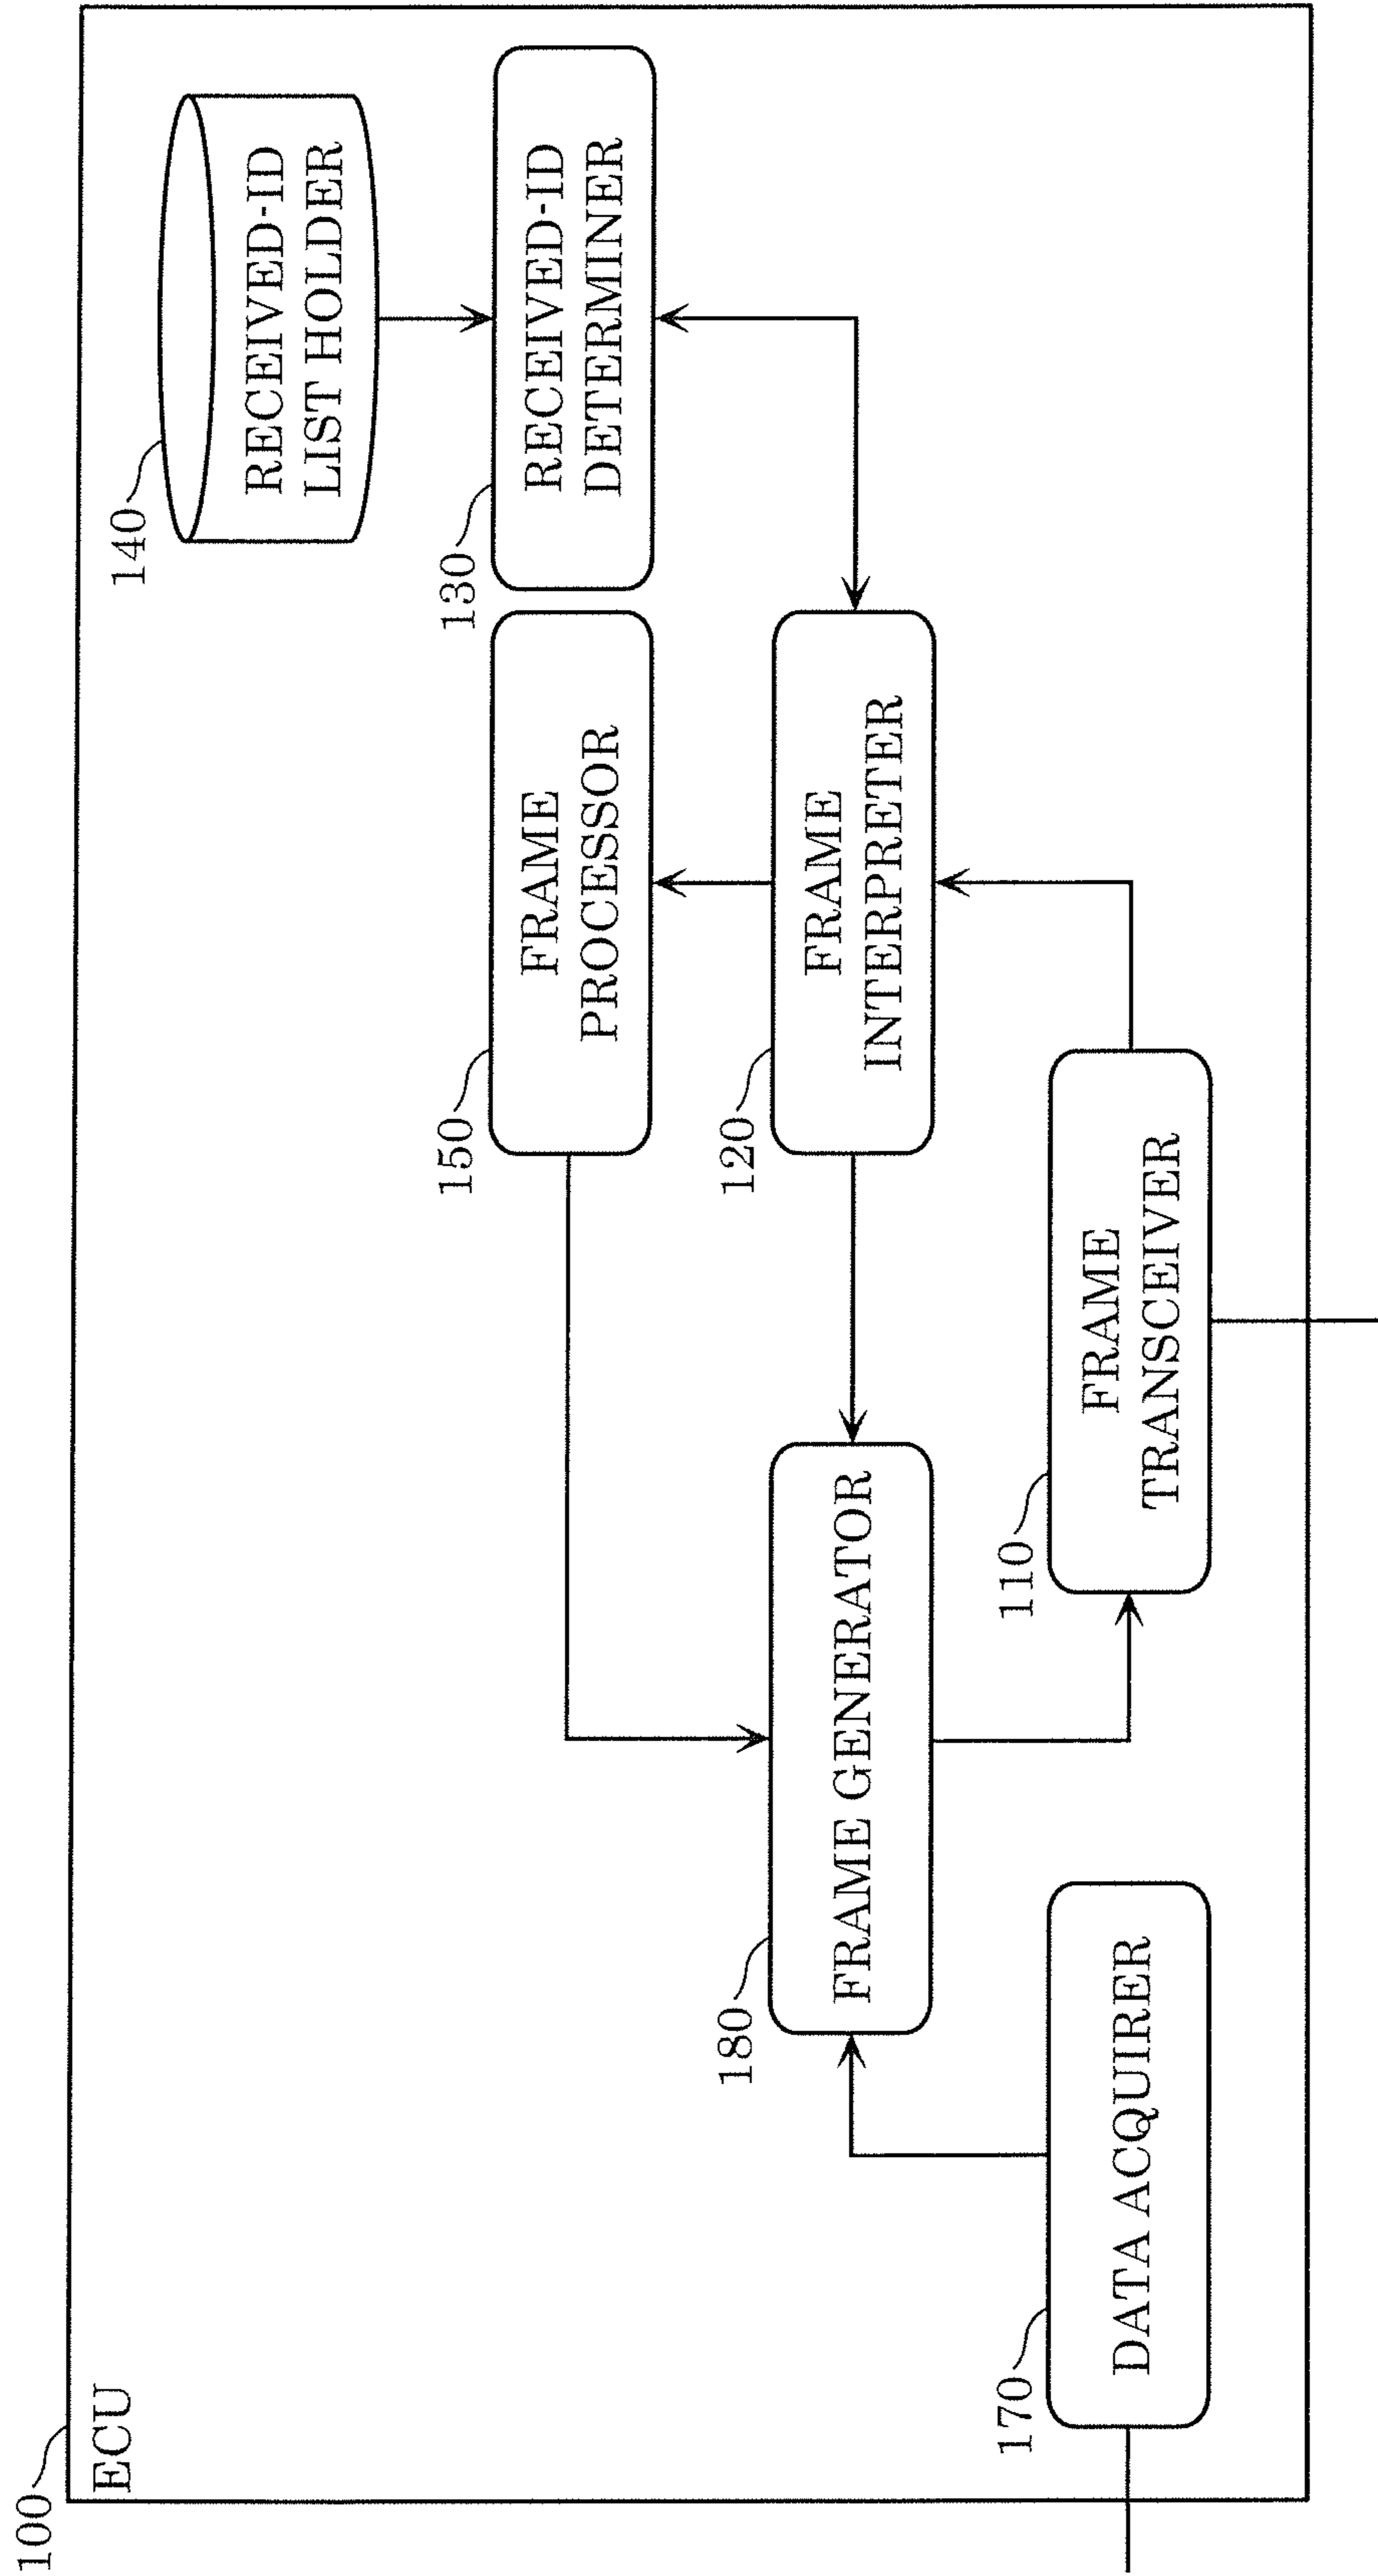 100
ECU
140
RECEIVED-ID
LIST HOLDER
150
FRAME
PROCESSOR
130
RECEIVED-ID
DETERMINER
180
FRAME GENERATOR
120
FRAME
INTERPRETER
170
DATA ACQUIRER
110
FRAME
TRANSCEIVER